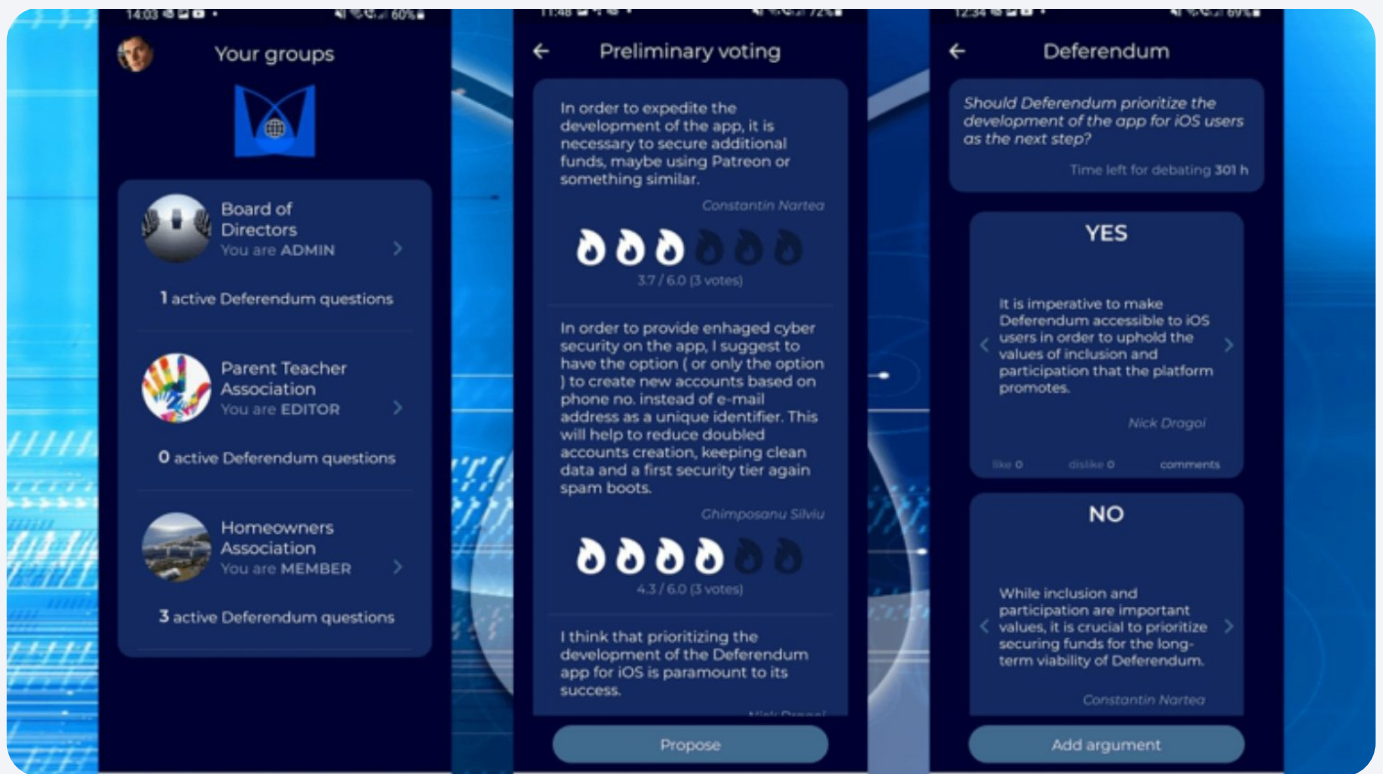 14:03
60%
Your groups
Board of
Directors
You are ADMIN
1 active Deferendum questions
Parent Teacher
Association
You are EDITOR
0 active Deferendum questions
Homeowners
Association
You are MEMBER
3 active Deferendum questions
11:48
72%
Preliminary voting
In order to expedite the
development of the app, it is
necessary to secure additional
funds, maybe using Patreon or
something similar.
Constantin Nartea
3.7 / 6.0 (3 votes)
In order to provide enhaged cyber
security on the app, I suggest to
have the option ( or only the option
) to create new accounts based on
phone no. instead of e-mail
address as a unique identifier. This
will help to reduce doubled
accounts creation, keeping clean
data and a first security tier again
spam boots.
Ghimposanu Silviu
4.3 / 6.0 (3 votes)
I think that prioritizing the
development of the Deferendum
app for iOS is paramount to its
success.
Nick Dragoi
Propose
12:34
69%
Deferendum
Should Deferendum prioritize the
development of the app for iOS users
as the next step?
Time left for debating 301 h
YES
It is imperative to make
Deferendum accessible to iOS
users in order to uphold the
values of inclusion and
participation that the platform
promotes.
Nick Dragoi
like 0 dislike 0 comments
NO
While inclusion and
participation are important
values, it is crucial to prioritize
securing funds for the long-
term viability of Deferendum.
Constantin Nartea
Add argument